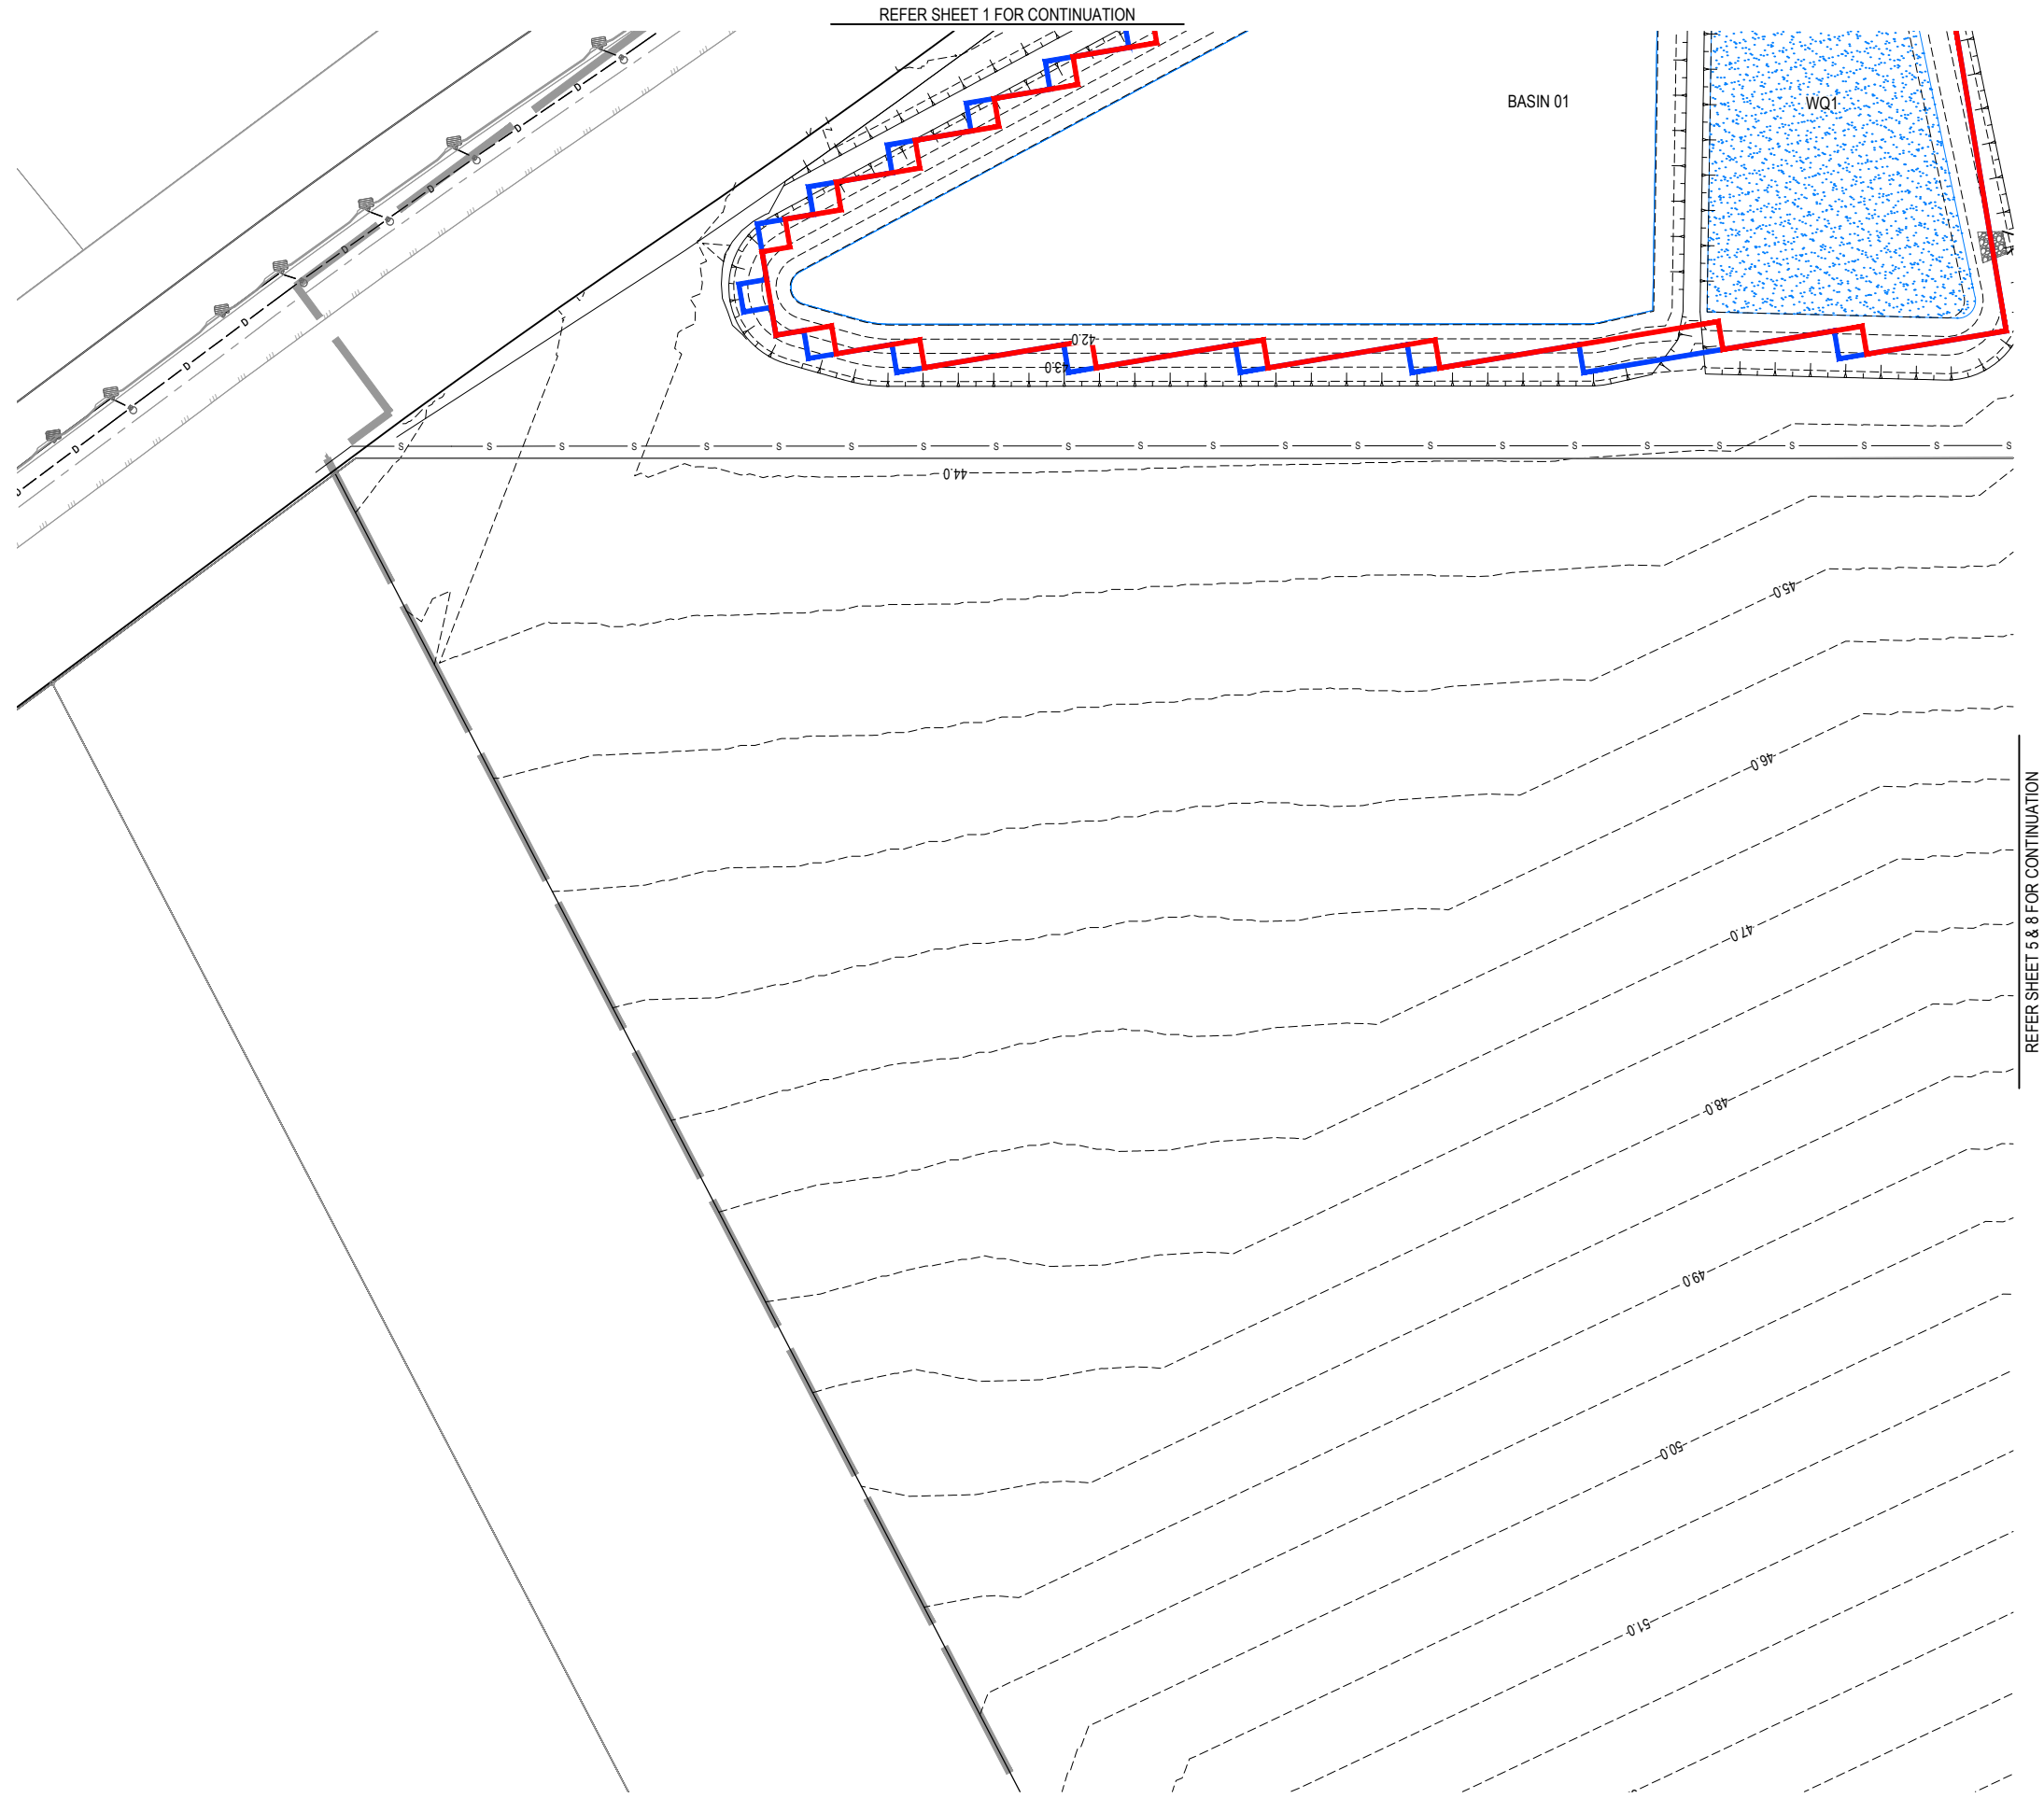 REFER SHEET 1 FOR CONTINUATION
BASIN 01
WQ1
D
D
D
D
D
D
D
42.0
43.0
S S S S S S S S S S S S S S S S S S S S S S S
44.0
45.0
46.0
47.0
48.0
49.0
50.0
51.0
REFER SHEET 5 & 8 FOR CONTINUATION